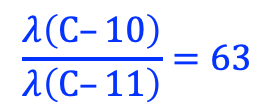 λ(C– 10)
λ(C– 11) = 63